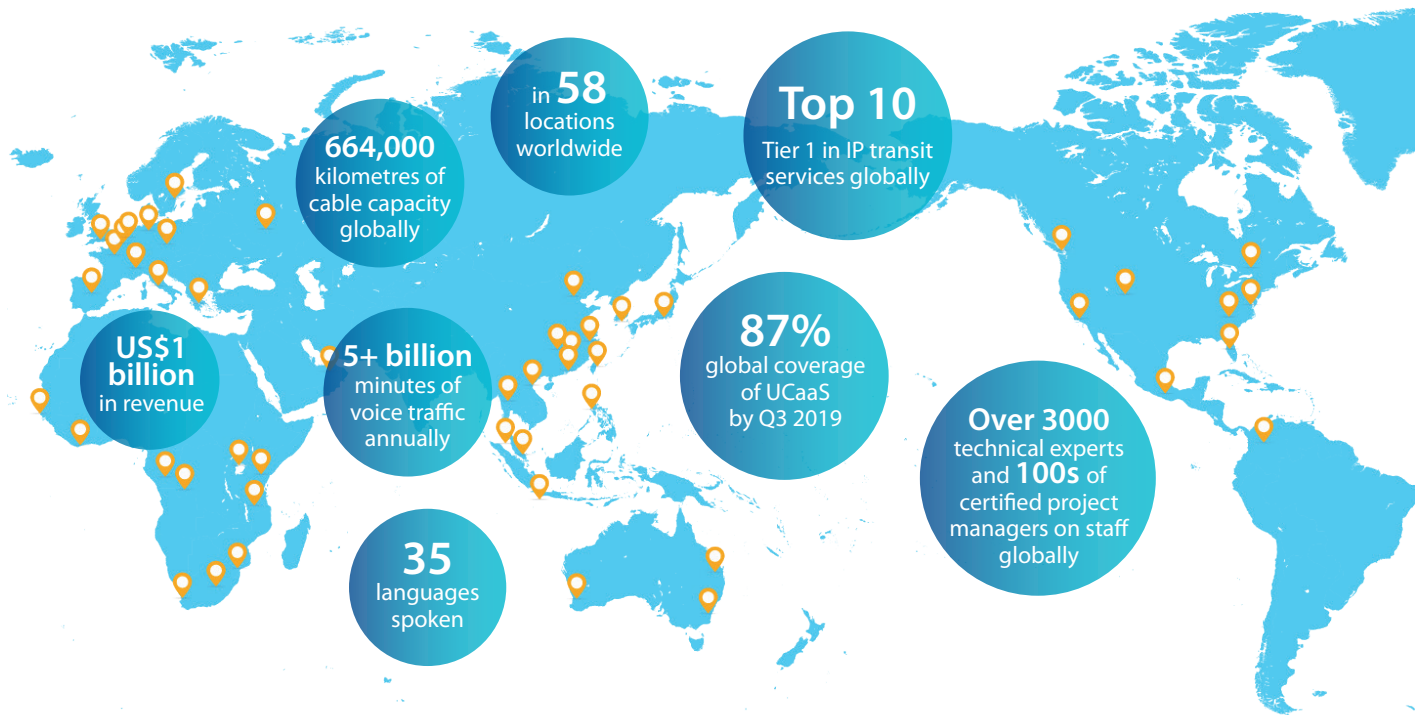 in 58
locations
worldwide
Top 10
Tier 1 in IP transit
services globally
664,000
kilometres of
cable capacity
globally
US$1
billion
in revenue
5+ billion
minutes of
voice traffic
annually
87%
global coverage
of UCaaS
by Q3 2019
Over 3000
technical experts
and 100s of
certified project
managers on staff
globally
35
languages
spoken